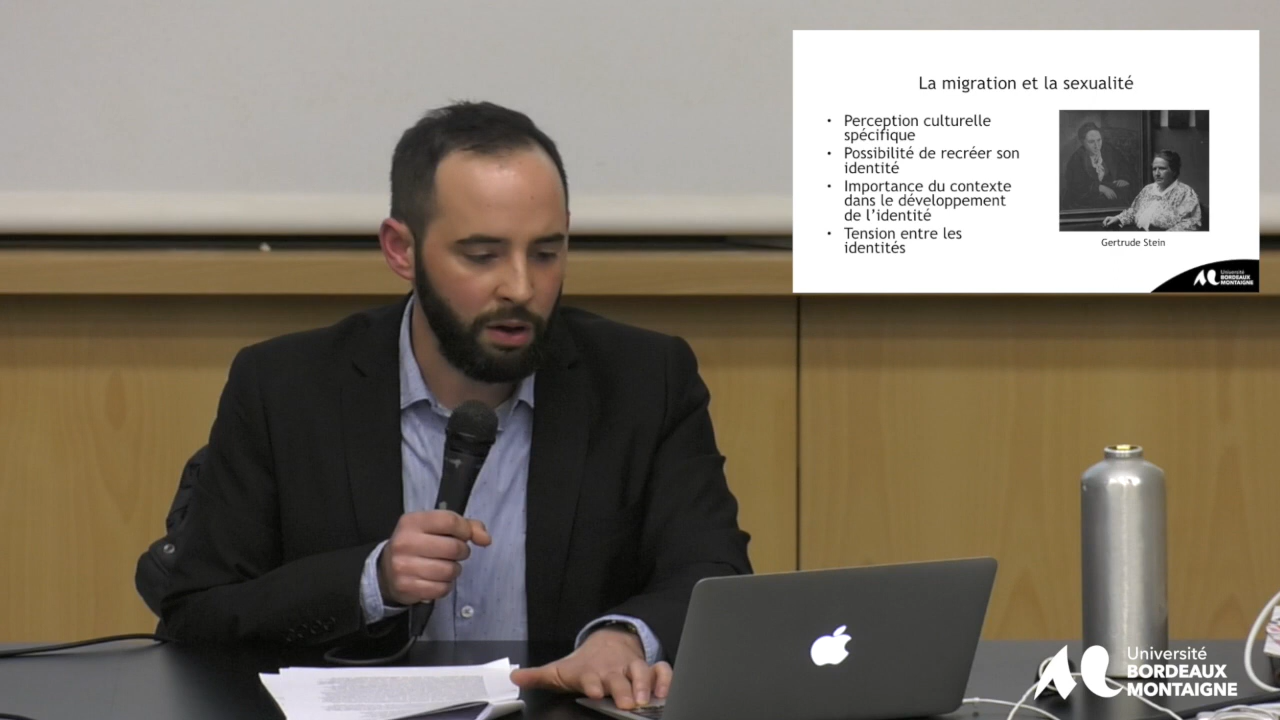 La migration et la sexualité
• Perception culturelle
spécifique
• Possibilité de recréer son
identité
• Importance du contexte
dans le développement
de l’identité
• Tension entre les
identités
Gertrude Stein
Université
BORDEAUX
MONTAIGNE
Université
BORDEAUX
MONTAIGNE